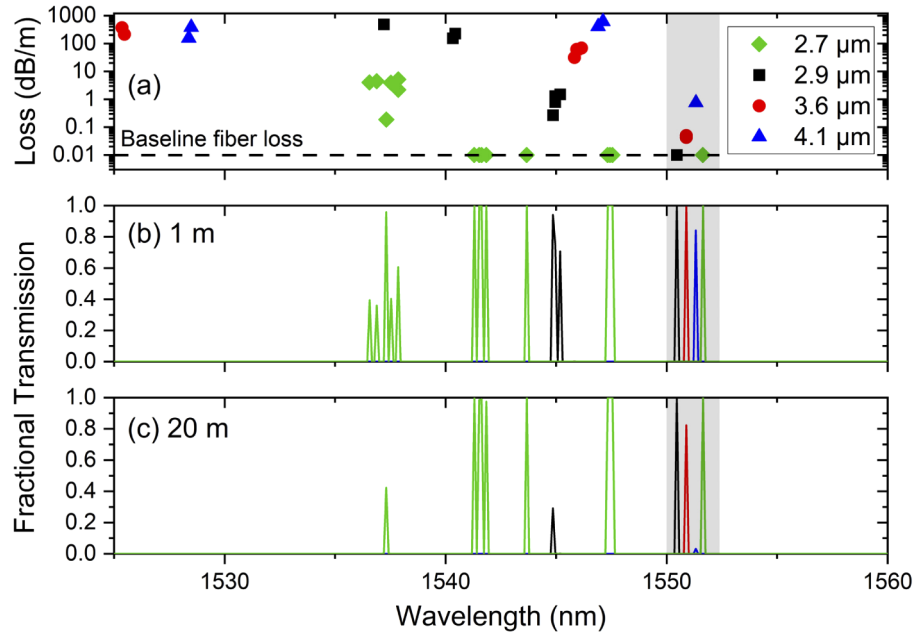 1000
100
10
1
0.1
0.01
Loss (dB/m)
(a)
Baseline fiber loss
2.7 µm
2.9 µm
3.6 µm
4.1 µm
1.0
0.8
0.6
0.4
0.2
0.0
(b) 1 m
Fractional Transmission
1.0
0.8
0.6
0.4
0.2
0.0
(c) 20 m
1530
1540
1550
1560
Wavelength (nm)